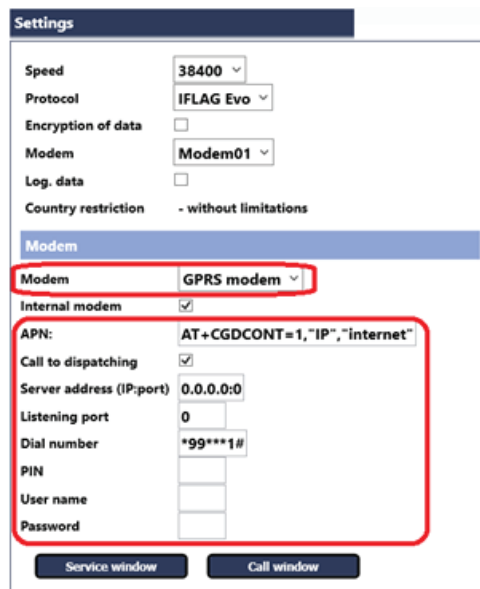 Settings
Speed 38400
Protocol IFLAG Evo
Encryption of data
Modem Modem01
Log. data
Country restriction - without limitations
Modem
Modem GPRS modem
Internal modem
APN: AT+CGDCONT=1,"IP","internet"
Call to dispatching
Server address (IP:port) 0.0.0.0:0
Listening port 0
Dial number *99***1#
PIN
User name
Password
Service window Call window